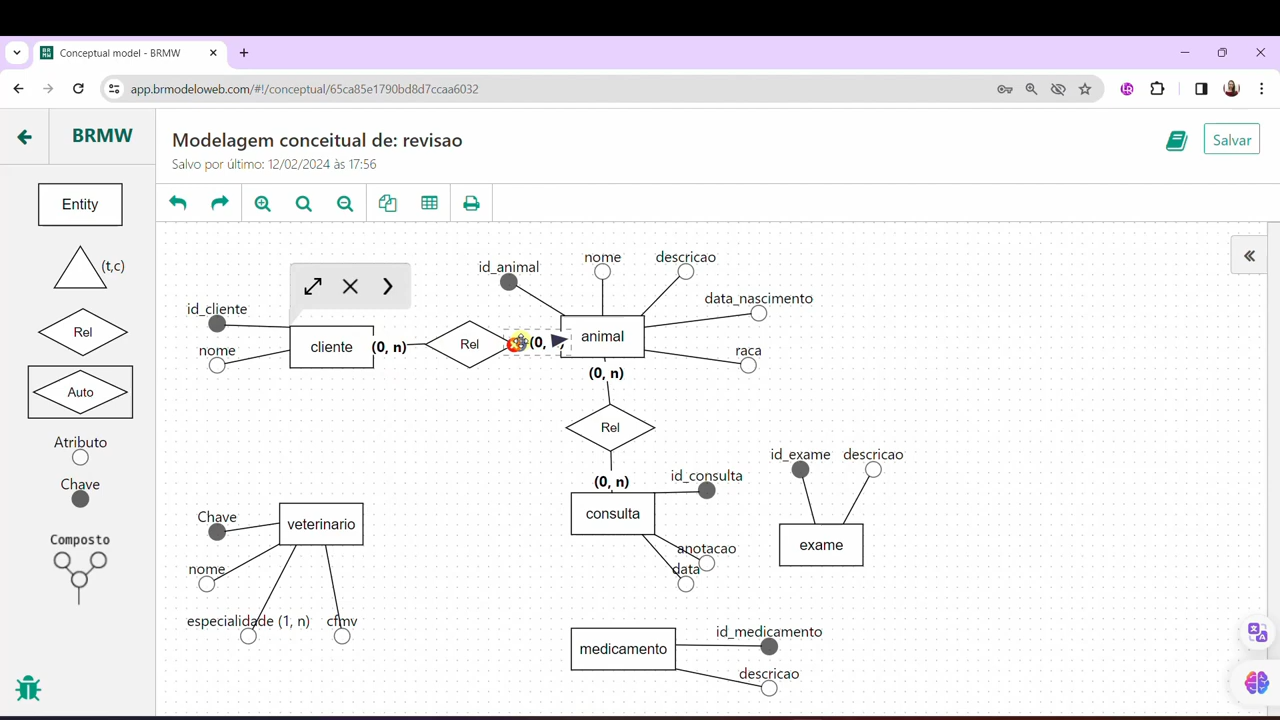 Conceptual model - BRMW
app.brmodeloweb.com/#!/conceptual/65ca85e1790bd8d7ccaa6032
BRMW
Modelagem conceitual de: revisao
Salvo por último: 12/02/2024 às 17:56
Salvar
Entity
(t,c)
Rel
Auto
Atributo
Chave
Composto
id_animal
nome
descricao
data_nascimento
id_cliente
nome
cliente
(0, n)
Rel
(0,
animal
raca
(0, n)
Rel
(0, n)
id_consulta
id_exame
descricao
Chave
veterinario
consulta
exame
anotacao
nome
data
especialidade (1, n)
cfmv
medicamento
id_medicamento
descricao